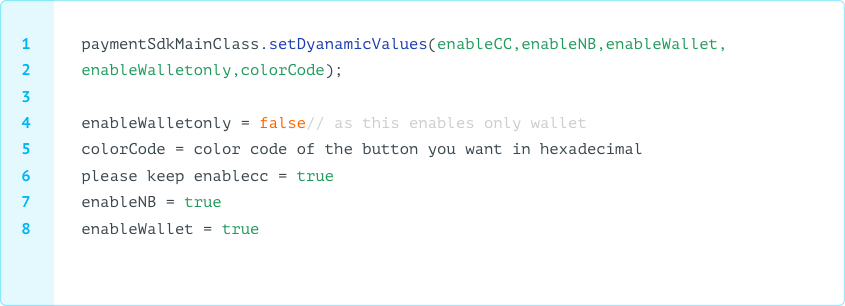 1 paymentSdkMainClass.setDyanamicValues(enableCC,enableNB,enableWallet,
2 enableWalletonly,colorCode);
3
4 enableWalletonly = false// as this enables only wallet
5 colorCode = color code of the button you want in hexadecimal
6 please keep enablecc = true
7 enableNB = true
8 enableWallet = true